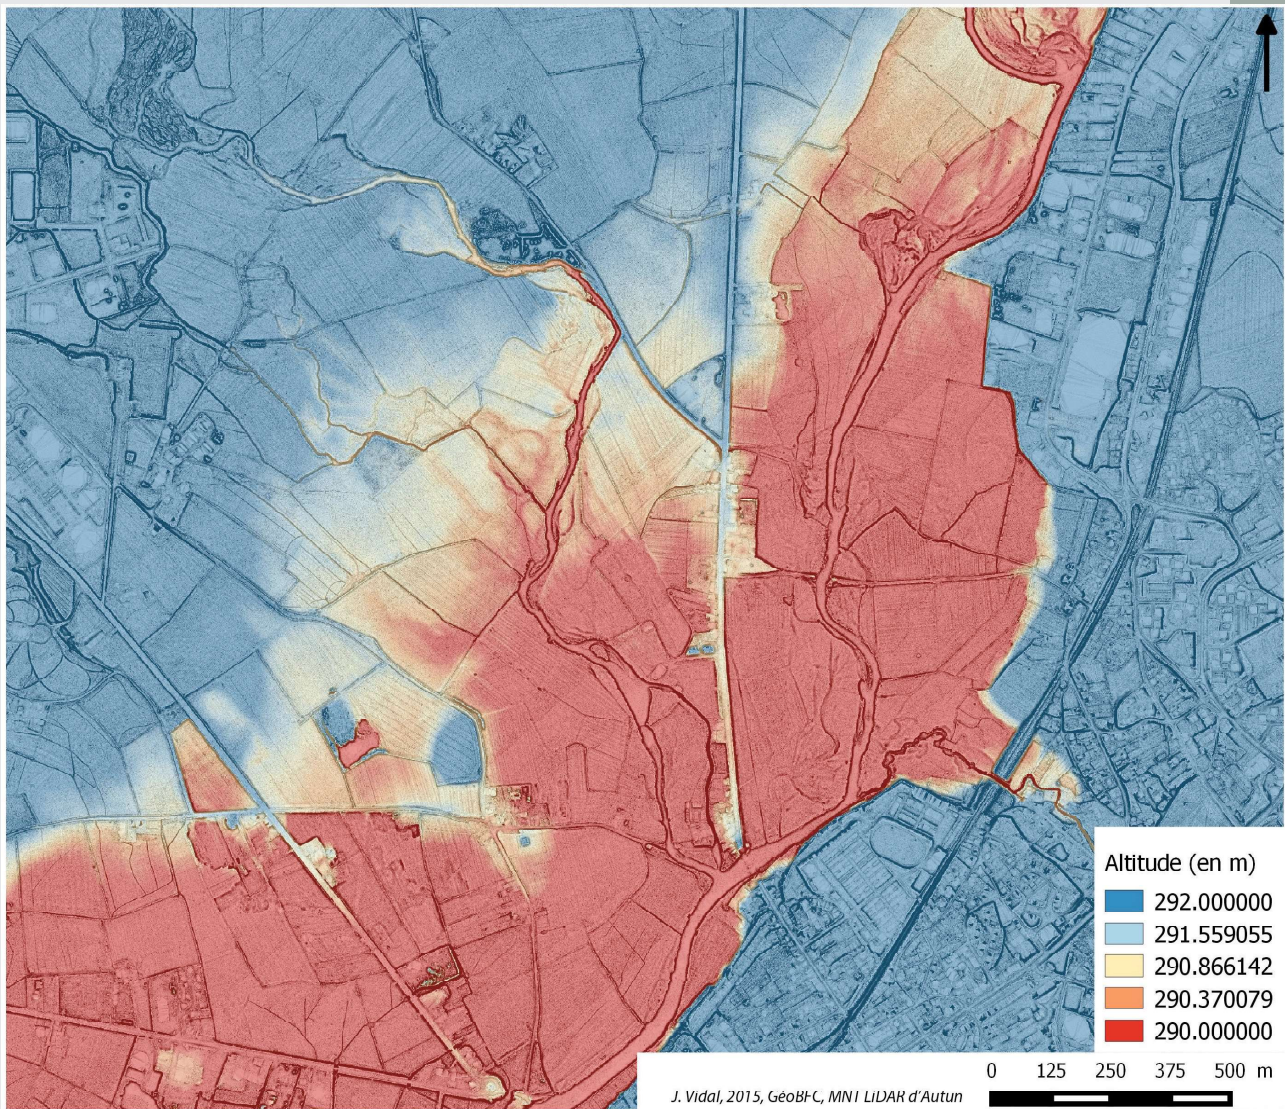 Altitude (en m)
292.000000
291.559055
290.866142
290.370079
290.000000
0 125 250 375 500 m
J. Vidal, 2015, GéoBFC, MNT LiDAR d'Autun